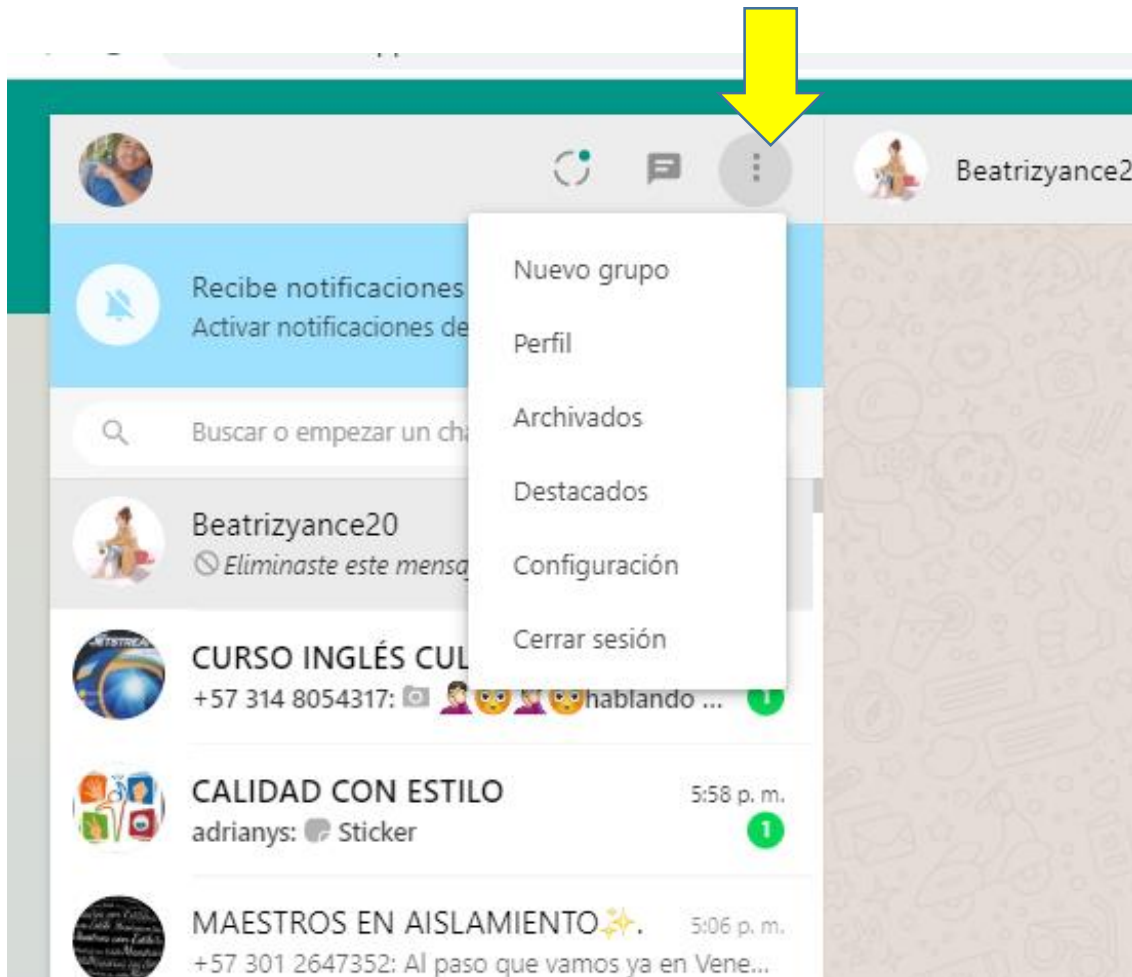 Beatrizyance2
Recibe notificaciones
Activar notificaciones de
Nuevo grupo
Perfil
Archivados
Destacados
Configuración
Cerrar sesión
Buscar o empezar un cha
Beatrizyance20
Eliminaste este mensa
CURSO INGLÉS CUL
+57 314 8054317: 📷 🤦🏻‍♀️😳🤦🏻‍♀️😳hablando ...
1
CALIDAD CON ESTILO
5:58 p. m.
adrianys: Sticker
1
MAESTROS EN AISLAMIENTO✨.
5:06 p. m.
+57 301 2647352: Al paso que vamos ya en Vene...